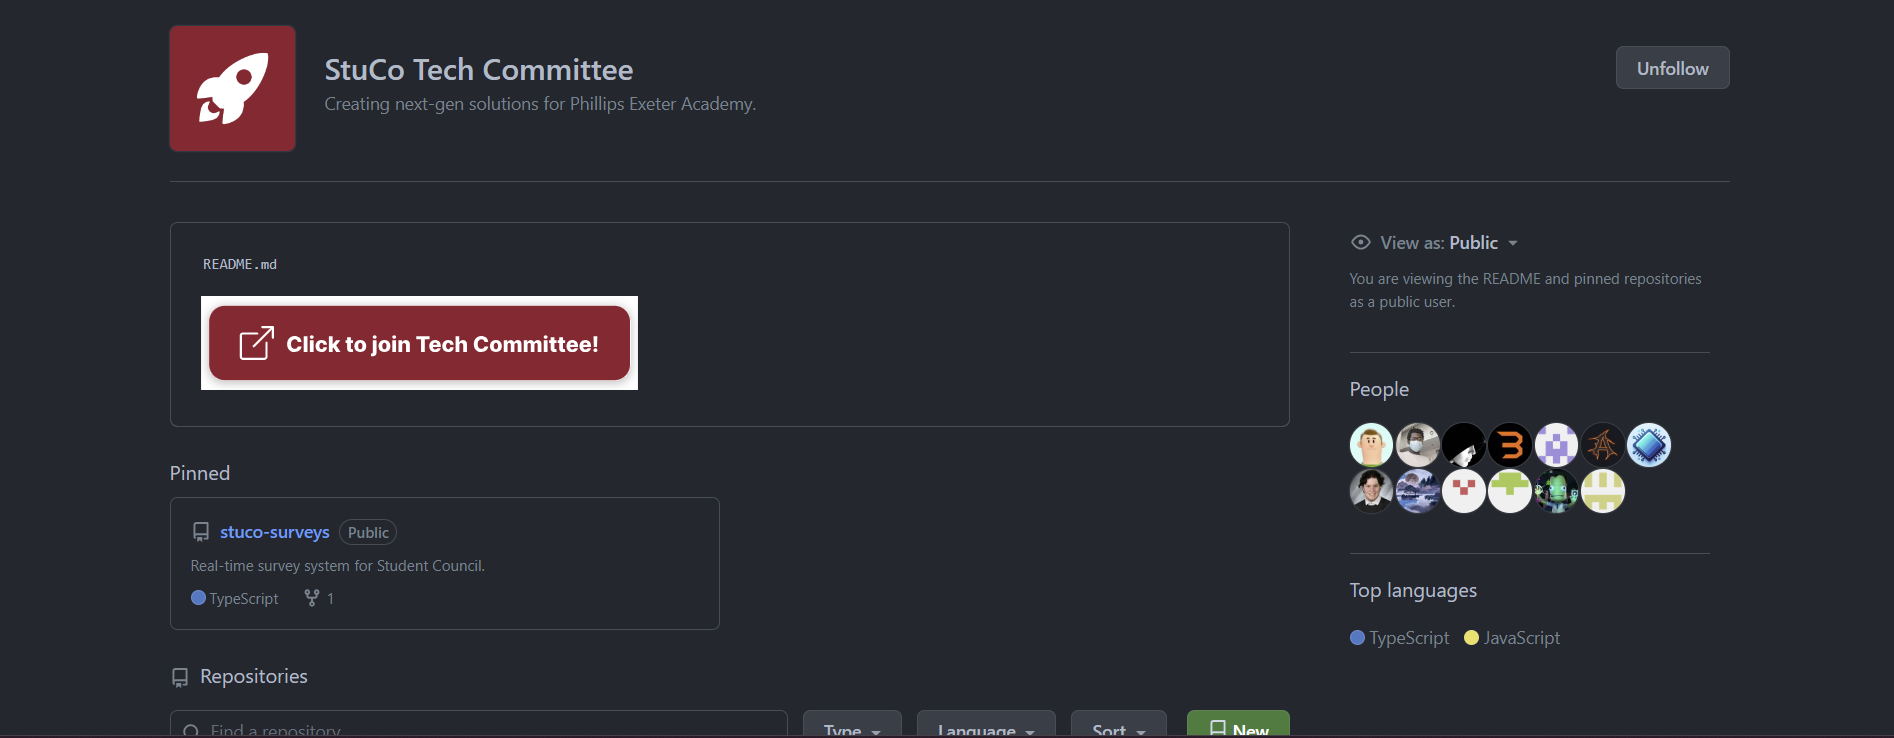 StuCo Tech Committee
Creating next-gen solutions for Phillips Exeter Academy.
Unfollow
README.md
Click to join Tech Committee!
Pinned
stuco-surveys Public
Real-time survey system for Student Council.
TypeScript 1
Repositories
Find a repository
Type
Language
Sort
New
View as: Public
You are viewing the README and pinned repositories
as a public user.
People
Top languages
TypeScript JavaScript